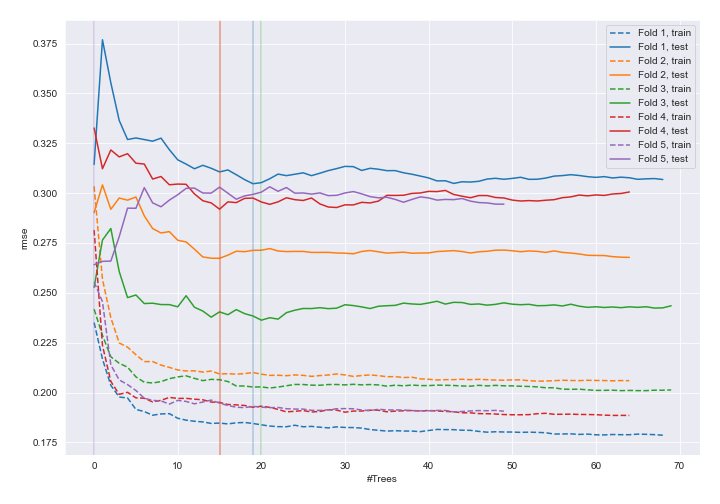 0.375
0.350
0.325
0.300
0.275
0.250
0.225
0.200
0.175
rmse
0 10 20 30 40 50 60 70
#Trees
Fold 1, train
Fold 1, test
Fold 2, train
Fold 2, test
Fold 3, train
Fold 3, test
Fold 4, train
Fold 4, test
Fold 5, train
Fold 5, test